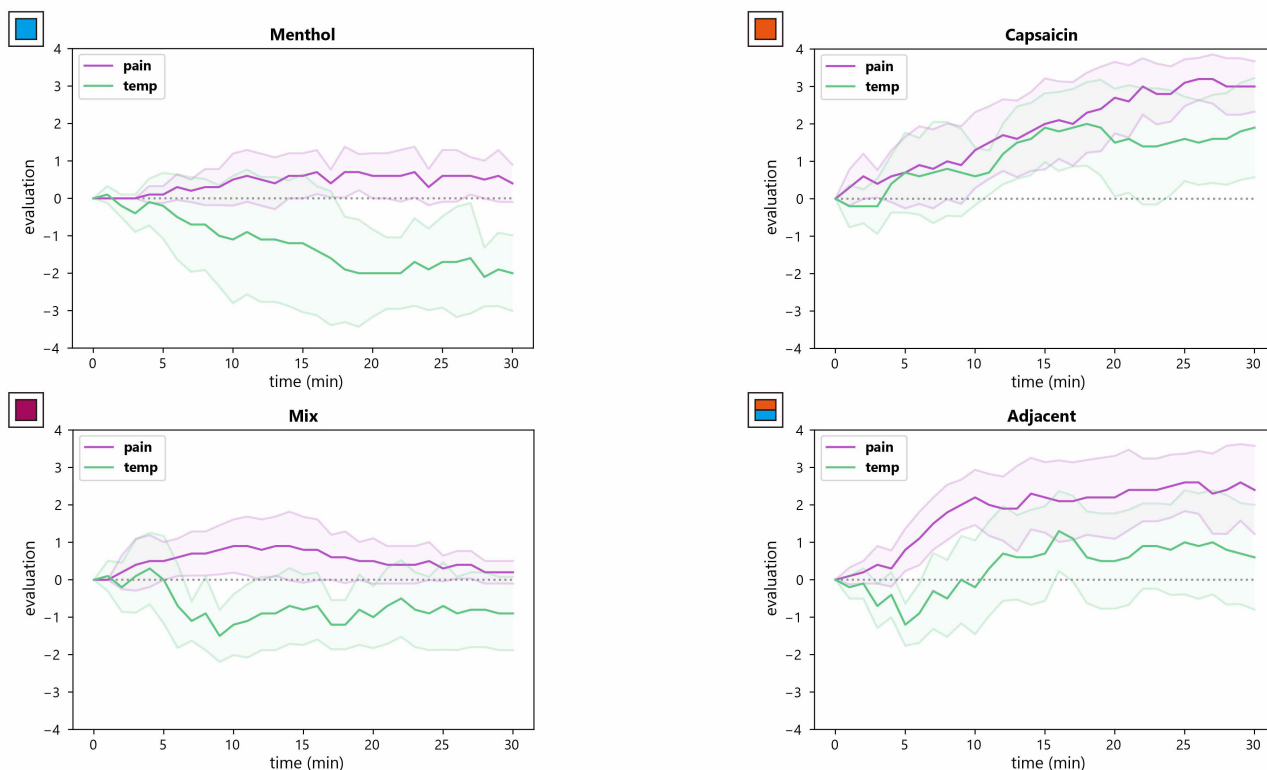 Menthol
pain
temp
4
3
2
1
0
−1
−2
−3
−4
evaluation
0 5 10 15 20 25 30
time (min)
Capsaicin
pain
temp
4
3
2
1
0
−1
−2
−3
−4
evaluation
0 5 10 15 20 25 30
time (min)
Mix
pain
temp
4
3
2
1
0
−1
−2
−3
−4
evaluation
0 5 10 15 20 25 30
time (min)
Adjacent
pain
temp
4
3
2
1
0
−1
−2
−3
−4
evaluation
0 5 10 15 20 25 30
time (min)